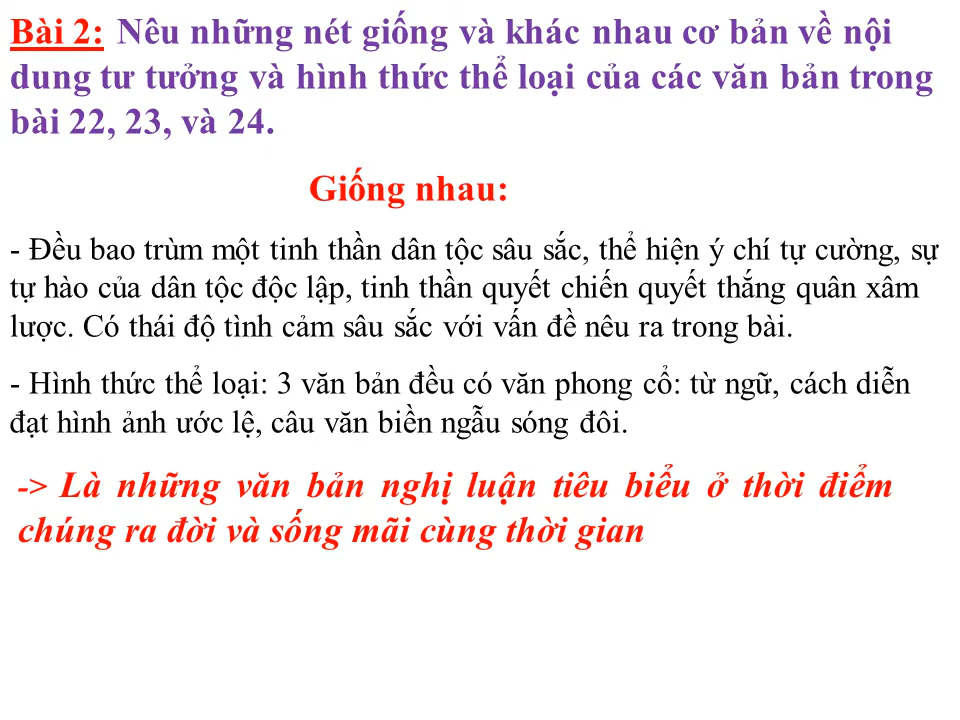 Bài 2: Nêu những nét giống và khác nhau cơ bản về nội
dung tư tưởng và hình thức thể loại của các văn bản trong
bài 22, 23, và 24.
Giống nhau:
- Đều bao trùm một tinh thần dân tộc sâu sắc, thể hiện ý chí tự cường, sự
tự hào của dân tộc độc lập, tinh thần quyết chiến quyết thắng quân xâm
lược. Có thái độ tình cảm sâu sắc với vấn đề nêu ra trong bài.
- Hình thức thể loại: 3 văn bản đều có văn phong cổ: từ ngữ, cách diễn
đạt hình ảnh ước lệ, câu văn biền ngẫu sóng đôi.
-> Là những văn bản nghị luận tiêu biểu ở thời điểm
chúng ra đời và sống mãi cùng thời gian